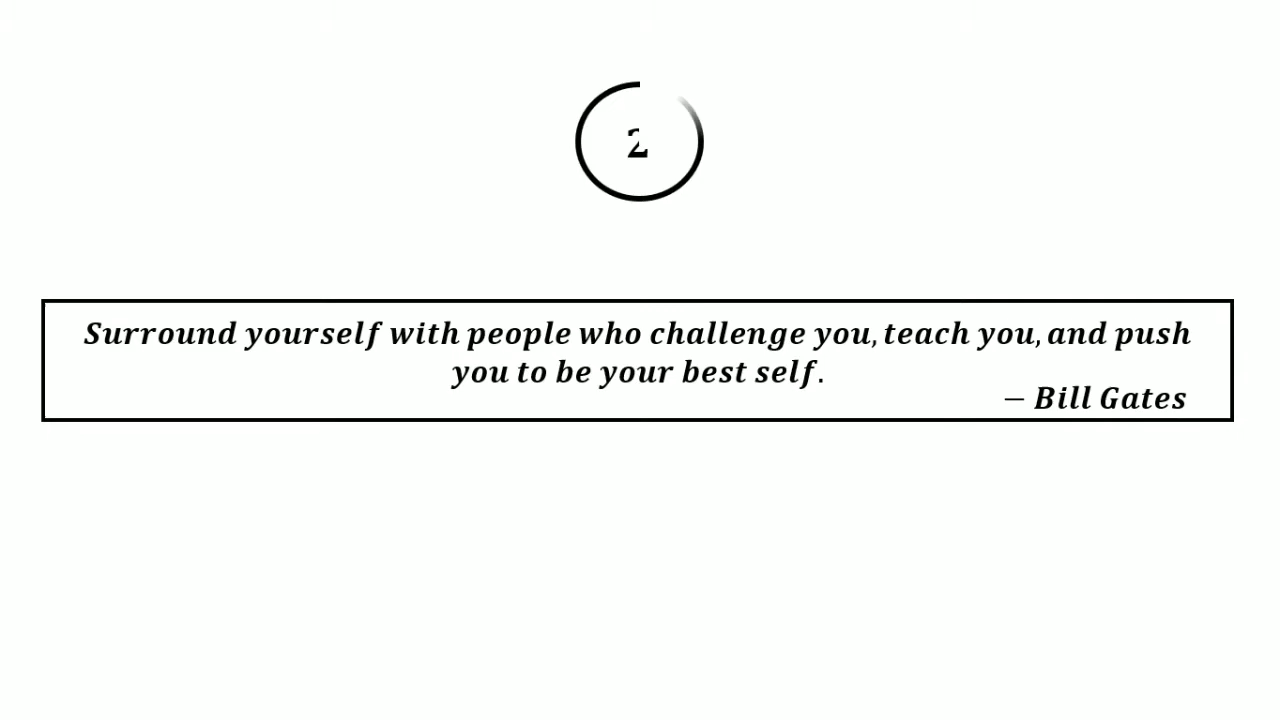 2
Surround yourself with people who challenge you, teach you, and push
you to be your best self.
— Bill Gates